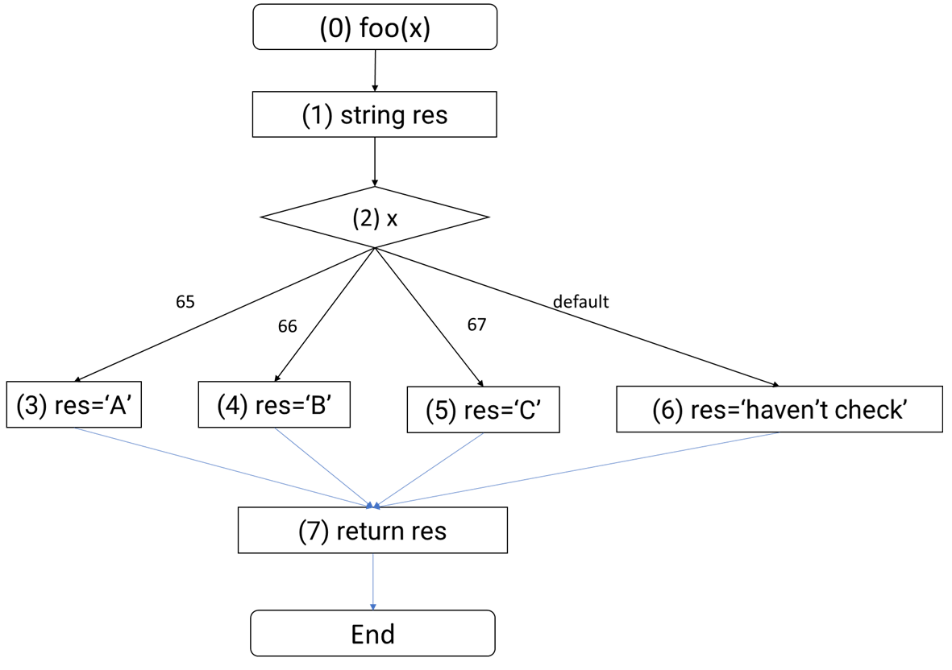 (0) foo(x)
(1) string res
(2) x
65
66
67
default
(3) res=‘A’
(4) res=‘B’
(5) res=‘C’
(6) res=‘haven’t check’
(7) return res
End